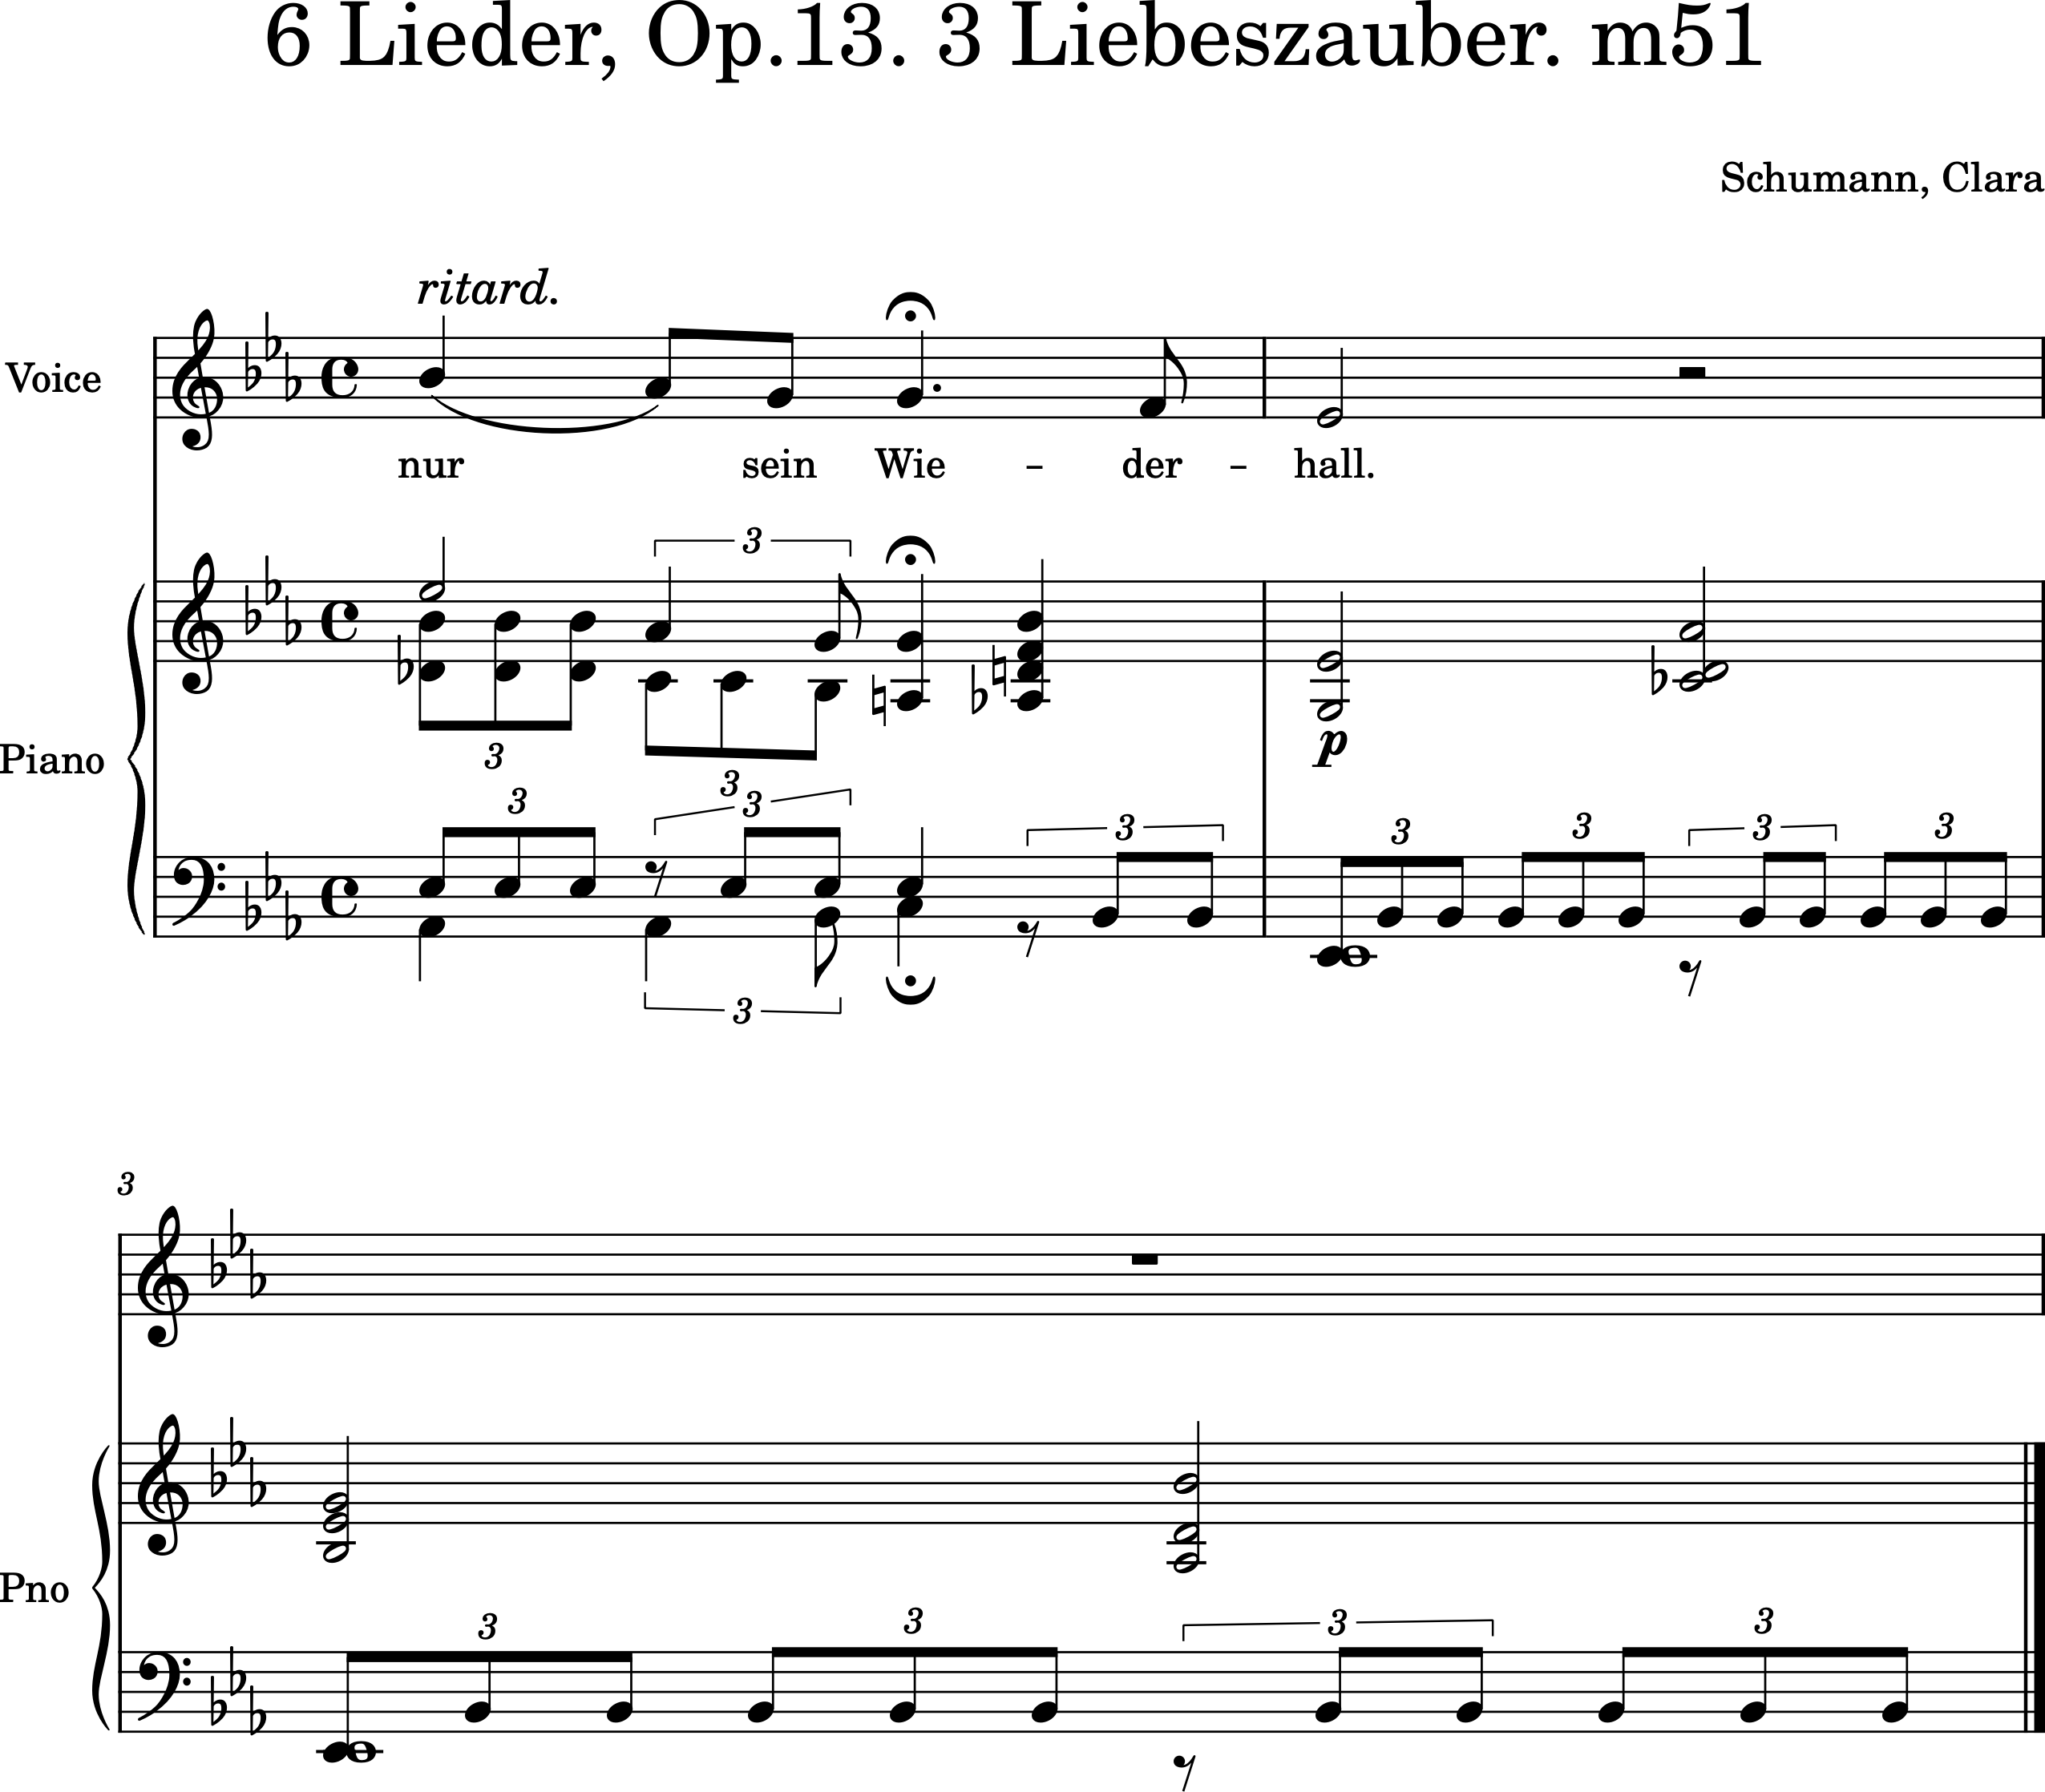 6 Lieder, Op.13. 3 Liebeszauber. m51
Schumann, Clara
ritard.
Voice
nur sein Wie – der – hall.
3
Piano
p
3 3
3 3 3 3 3 3 3
3
3
Pno
3 3 3 3